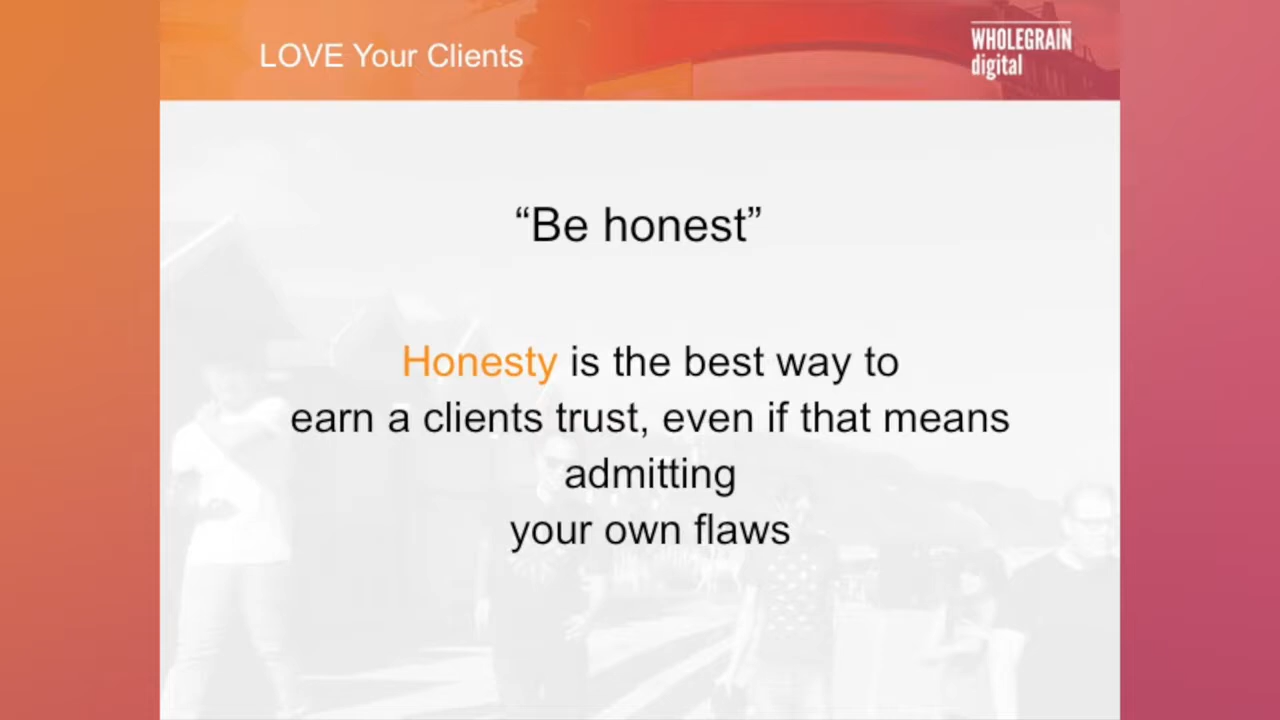 LOVE Your Clients
WHOLEGRAIN
digital
“Be honest”
Honesty is the best way to
earn a clients trust, even if that means
admitting
your own flaws